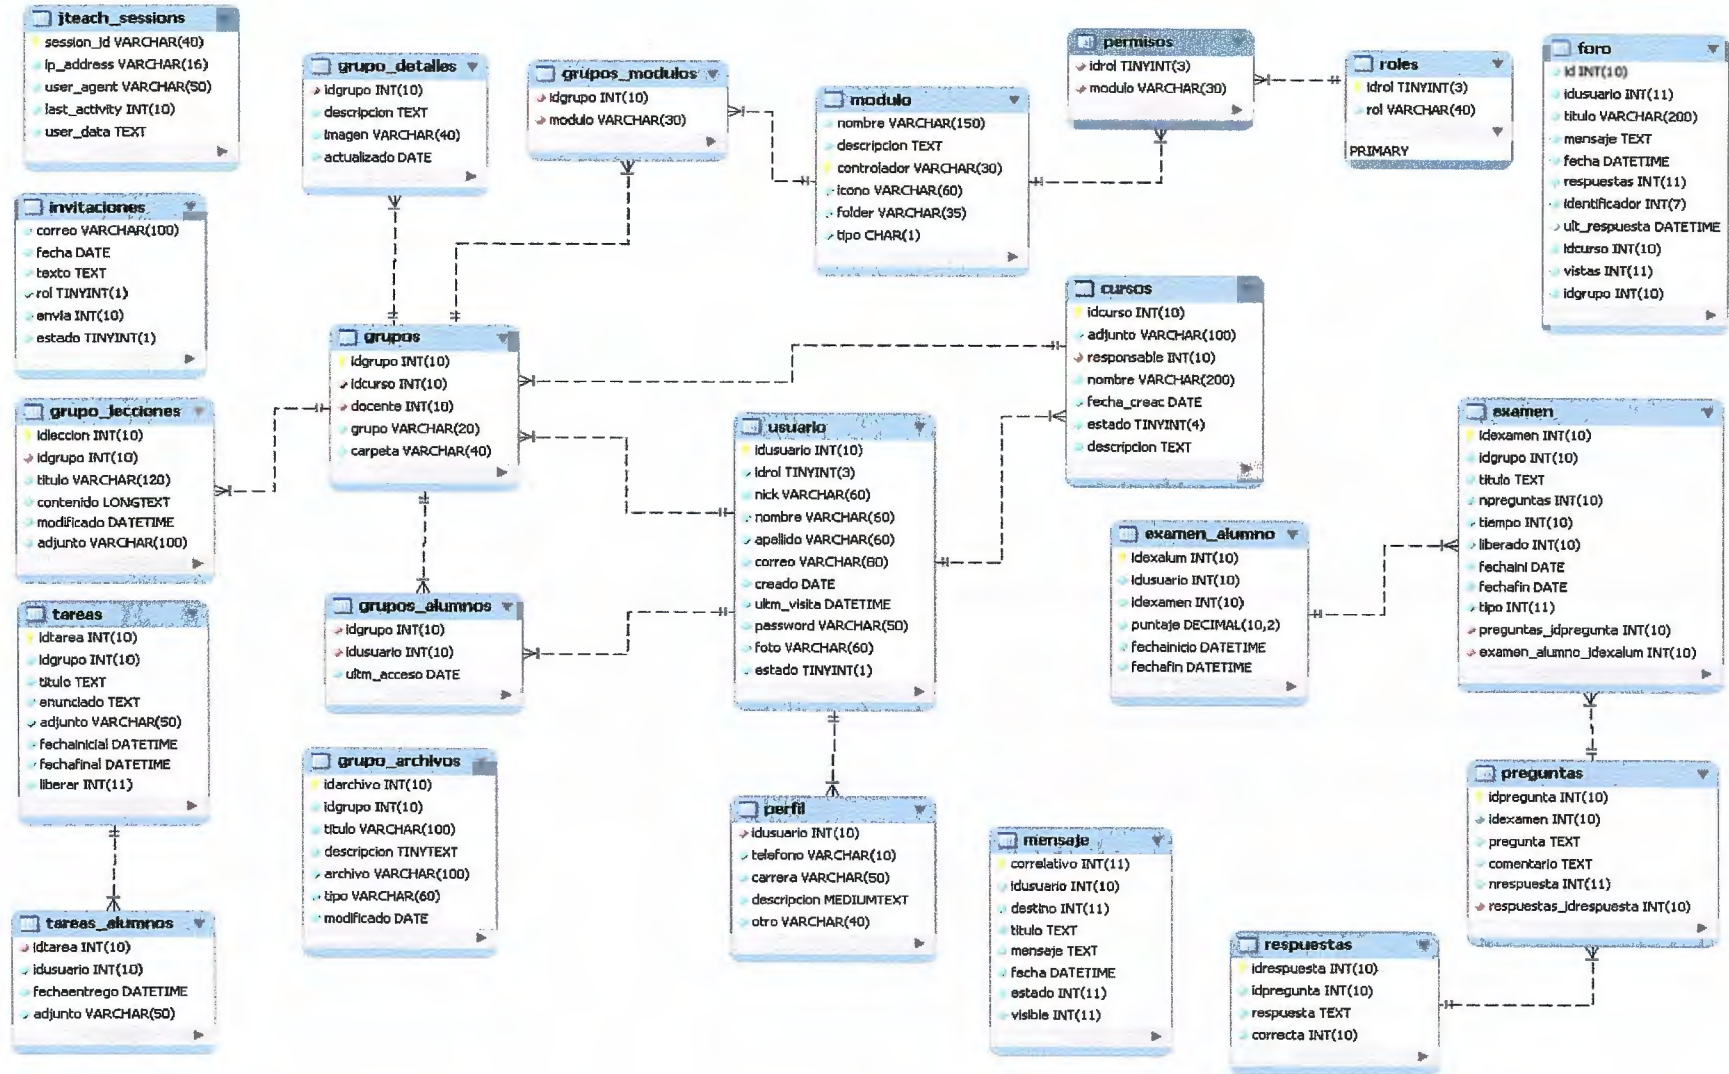 jteach_sessions
session_id VARCHAR(40)
ip_address VARCHAR(16)
user_agent VARCHAR(50)
last_activity INT(10)
user_data TEXT
invitaciones
correo VARCHAR(100)
fecha DATE
texto TEXT
rol TINYINT(1)
envia INT(10)
estado TINYINT(1)
grupo_lecciones
idleccion INT(10)
idgrupo INT(10)
titulo VARCHAR(120)
contenido LONGTEXT
modificado DATETIME
adjunto VARCHAR(100)
tareas
idtarea INT(10)
idgrupo INT(10)
titulo TEXT
enunciado TEXT
adjunto VARCHAR(50)
fechainicial DATETIME
fechafinal DATETIME
liberar INT(11)
tareas_alumnos
idtarea INT(10)
idusuario INT(10)
fechaentrego DATETIME
adjunto VARCHAR(50)
grupo_detalles
idgrupo INT(10)
descripcion TEXT
imagen VARCHAR(40)
actualizado DATE
grupos
idgrupo INT(10)
idcurso INT(10)
docente INT(10)
grupo VARCHAR(20)
carpeta VARCHAR(40)
grupos_alumnos
idgrupo INT(10)
idusuario INT(10)
ultm_acceso DATE
grupo_archivos
idarchivo INT(10)
idgrupo INT(10)
titulo VARCHAR(100)
descripcion TINYTEXT
archivo VARCHAR(100)
tipo VARCHAR(60)
modificado DATE
grupos_modulos
idgrupo INT(10)
modulo VARCHAR(30)
modulo
nombre VARCHAR(150)
descripcion TEXT
controlador VARCHAR(30)
icono VARCHAR(60)
folder VARCHAR(35)
tipo CHAR(1)
usuario
idusuario INT(10)
idrol TINYINT(3)
nick VARCHAR(60)
nombre VARCHAR(60)
apellido VARCHAR(60)
correo VARCHAR(80)
creado DATE
ultm_visita DATETIME
password VARCHAR(50)
foto VARCHAR(60)
estado TINYINT(1)
perfil
idusuario INT(10)
telefono VARCHAR(10)
carrera VARCHAR(50)
descripcion MEDIUMTEXT
otro VARCHAR(40)
permisos
idrol TINYINT(3)
modulo VARCHAR(30)
roles
idrol TINYINT(3)
rol VARCHAR(40)
PRIMARY
cursos
idcurso INT(10)
adjunto VARCHAR(100)
responsable INT(10)
nombre VARCHAR(200)
fecha_creac DATE
estado TINYINT(4)
descripcion TEXT
examen_alumno
idexalum INT(10)
idusuario INT(10)
idexamen INT(10)
puntaje DECIMAL(10,2)
fechainicio DATETIME
fechafin DATETIME
mensaje
correlativo INT(11)
idusuario INT(10)
destino INT(11)
titulo TEXT
mensaje TEXT
fecha DATETIME
estado INT(11)
visible INT(11)
foro
id INT(10)
idusuario INT(11)
titulo VARCHAR(200)
mensaje TEXT
fecha DATETIME
respuestas INT(11)
identificador INT(7)
ult_respuesta DATETIME
idcurso INT(10)
vistas INT(11)
idgrupo INT(10)
examen
idexamen INT(10)
idgrupo INT(10)
titulo TEXT
npreguntas INT(10)
tiempo INT(10)
liberado INT(10)
fechaini DATE
fechafin DATE
tipo INT(11)
preguntas_idpregunta INT(10)
examen_alumno_idexalum INT(10)
preguntas
idpregunta INT(10)
idexamen INT(10)
pregunta TEXT
comentario TEXT
nrespuesta INT(11)
respuestas_idrespuesta INT(10)
respuestas
idrespuesta INT(10)
idpregunta INT(10)
respuesta TEXT
correcta INT(10)